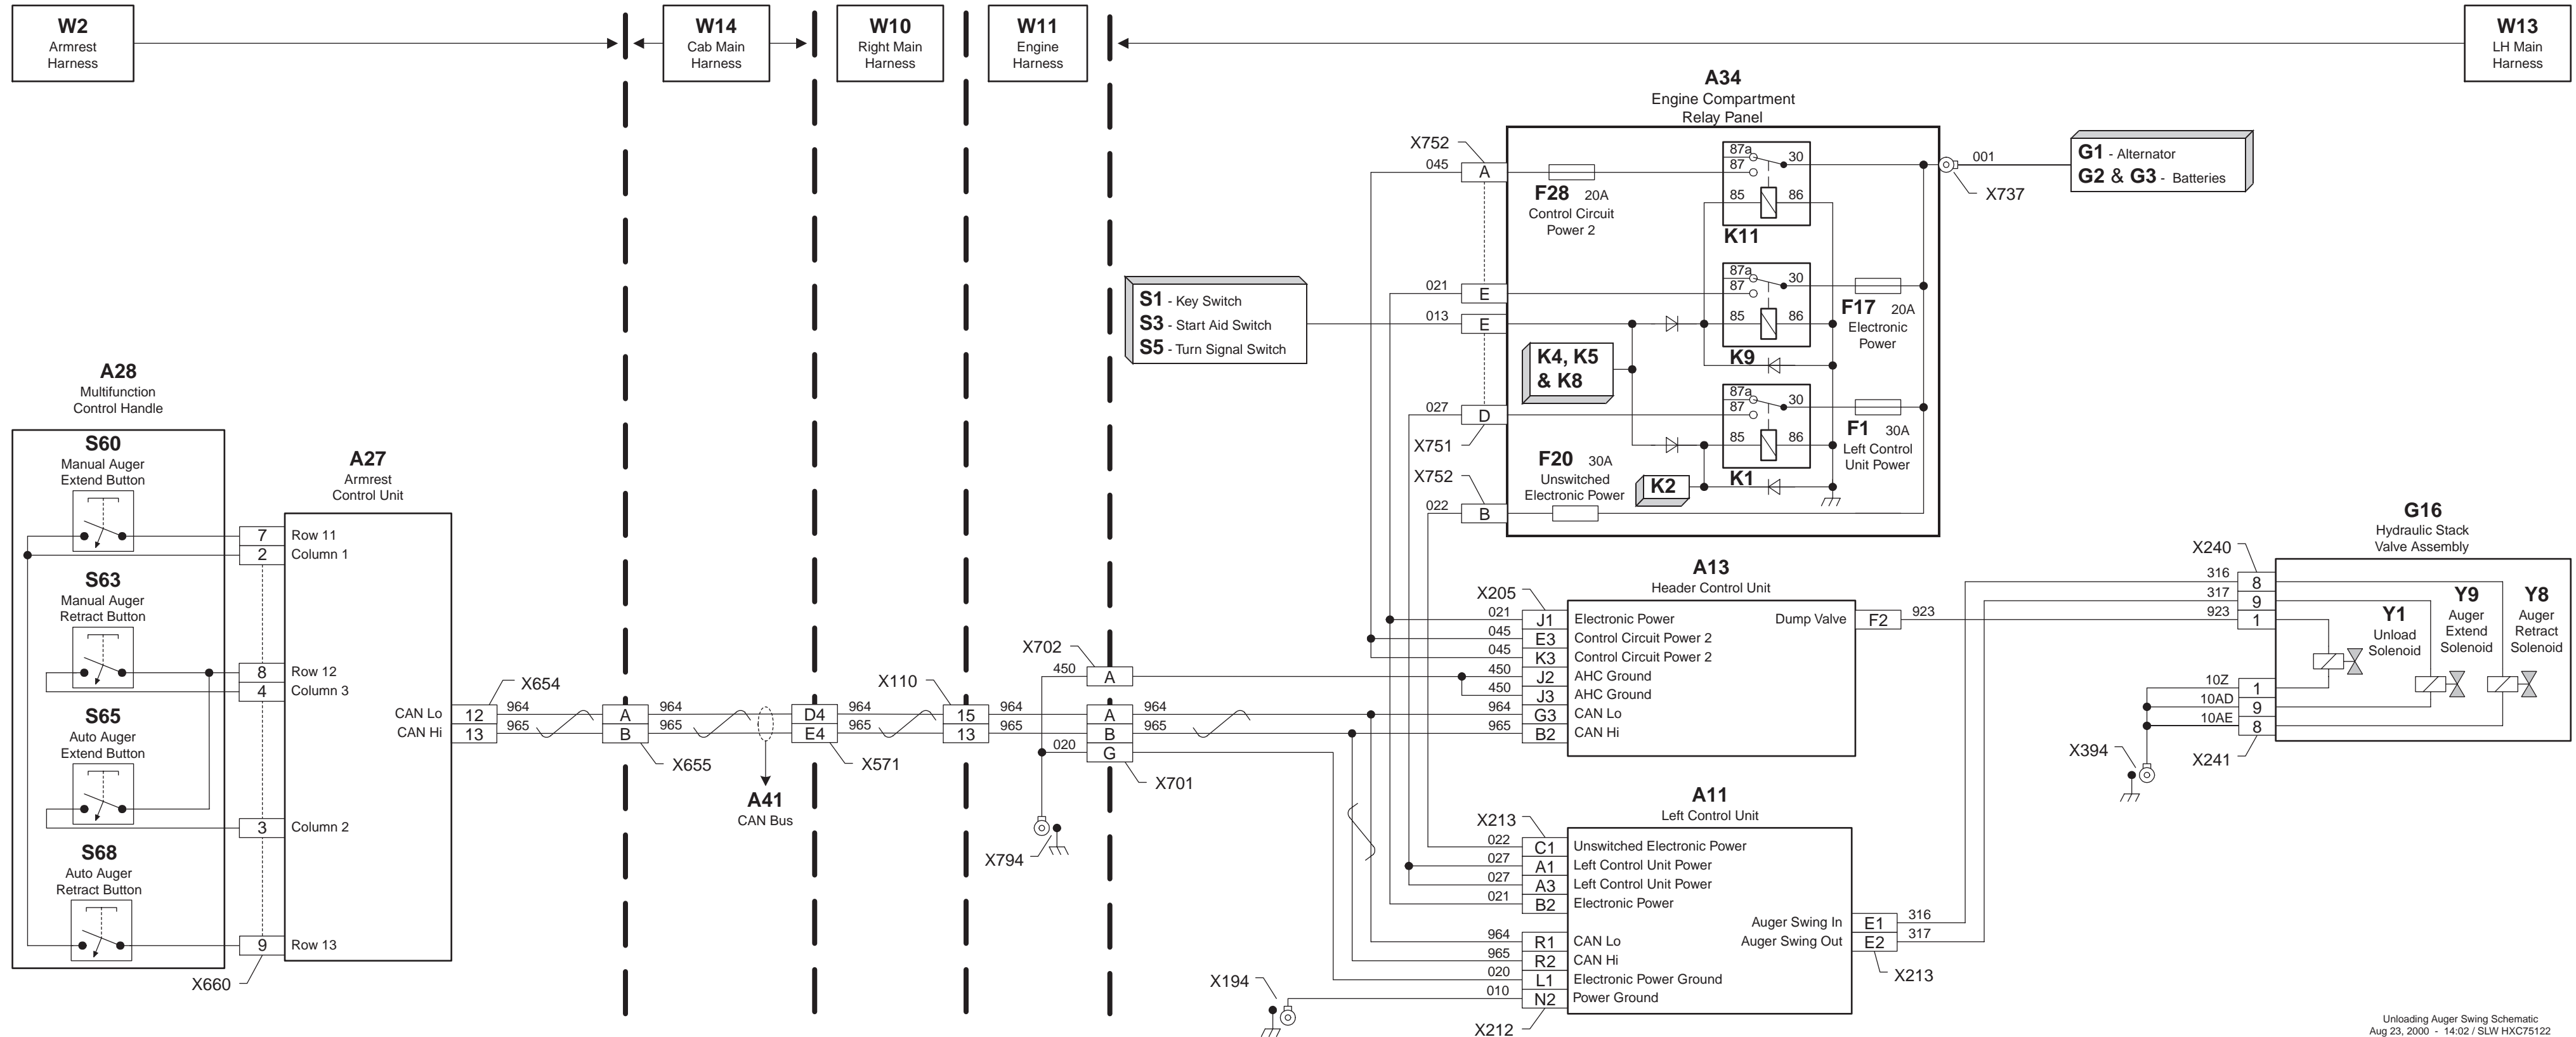 W2
Armrest
Harness
W14
Cab Main
Harness
W10
Right Main
Harness
W11
Engine
Harness
W13
LH Main
Harness
A34
Engine Compartment
Relay Panel
X752
045
A
F28 20A
Control Circuit
Power 2
87a
87
30
85
86
K11
001
X737
G1 - Alternator
G2 & G3 - Batteries
S1 - Key Switch
S3 - Start Aid Switch
S5 - Turn Signal Switch
021
E
013
E
87a
87
30
85
86
K9
F17 20A
Electronic
Power
K4, K5
& K8
027
D
X751
87a
87
30
85
86
K1
F1 30A
Left Control
Unit Power
X752
F20 30A
Unswitched
Electronic Power
K2
022
B
A28
Multifunction
Control Handle
S60
Manual Auger
Extend Button
S63
Manual Auger
Retract Button
S65
Auto Auger
Extend Button
S68
Auto Auger
Retract Button
A27
Armrest
Control Unit
7 Row 11
2 Column 1
8 Row 12
4 Column 3
3 Column 2
9 Row 13
X660
CAN Lo 12 964
CAN Hi 13 965
X654
A 964
B 965
X655
A41
CAN Bus
D4 964
E4 965
X571
X110
15 964
13 965
X702
450 A
A 964
B 965
020 G
X701
X794
A13
Header Control Unit
X205
021 J1 Electronic Power
045 E3 Control Circuit Power 2
045 K3 Control Circuit Power 2
450 J2 AHC Ground
450 J3 AHC Ground
964 G3 CAN Lo
965 B2 CAN Hi
Dump Valve F2 923
A11
Left Control Unit
X213
022 C1 Unswitched Electronic Power
027 A1 Left Control Unit Power
027 A3 Left Control Unit Power
021 B2 Electronic Power
964 R1 CAN Lo
965 R2 CAN Hi
020 L1 Electronic Power Ground
010 N2 Power Ground
X212
X194
Auger Swing In E1 316
Auger Swing Out E2 317
X213
G16
Hydraulic Stack
Valve Assembly
X240
316 8
317 9
923 1
Y1
Unload
Solenoid
Y9
Auger
Extend
Solenoid
Y8
Auger
Retract
Solenoid
10Z 1
10AD 9
10AE 8
X241
X394
Unloading Auger Swing Schematic
Aug 23, 2000 - 14:02 / SLW HXC75122